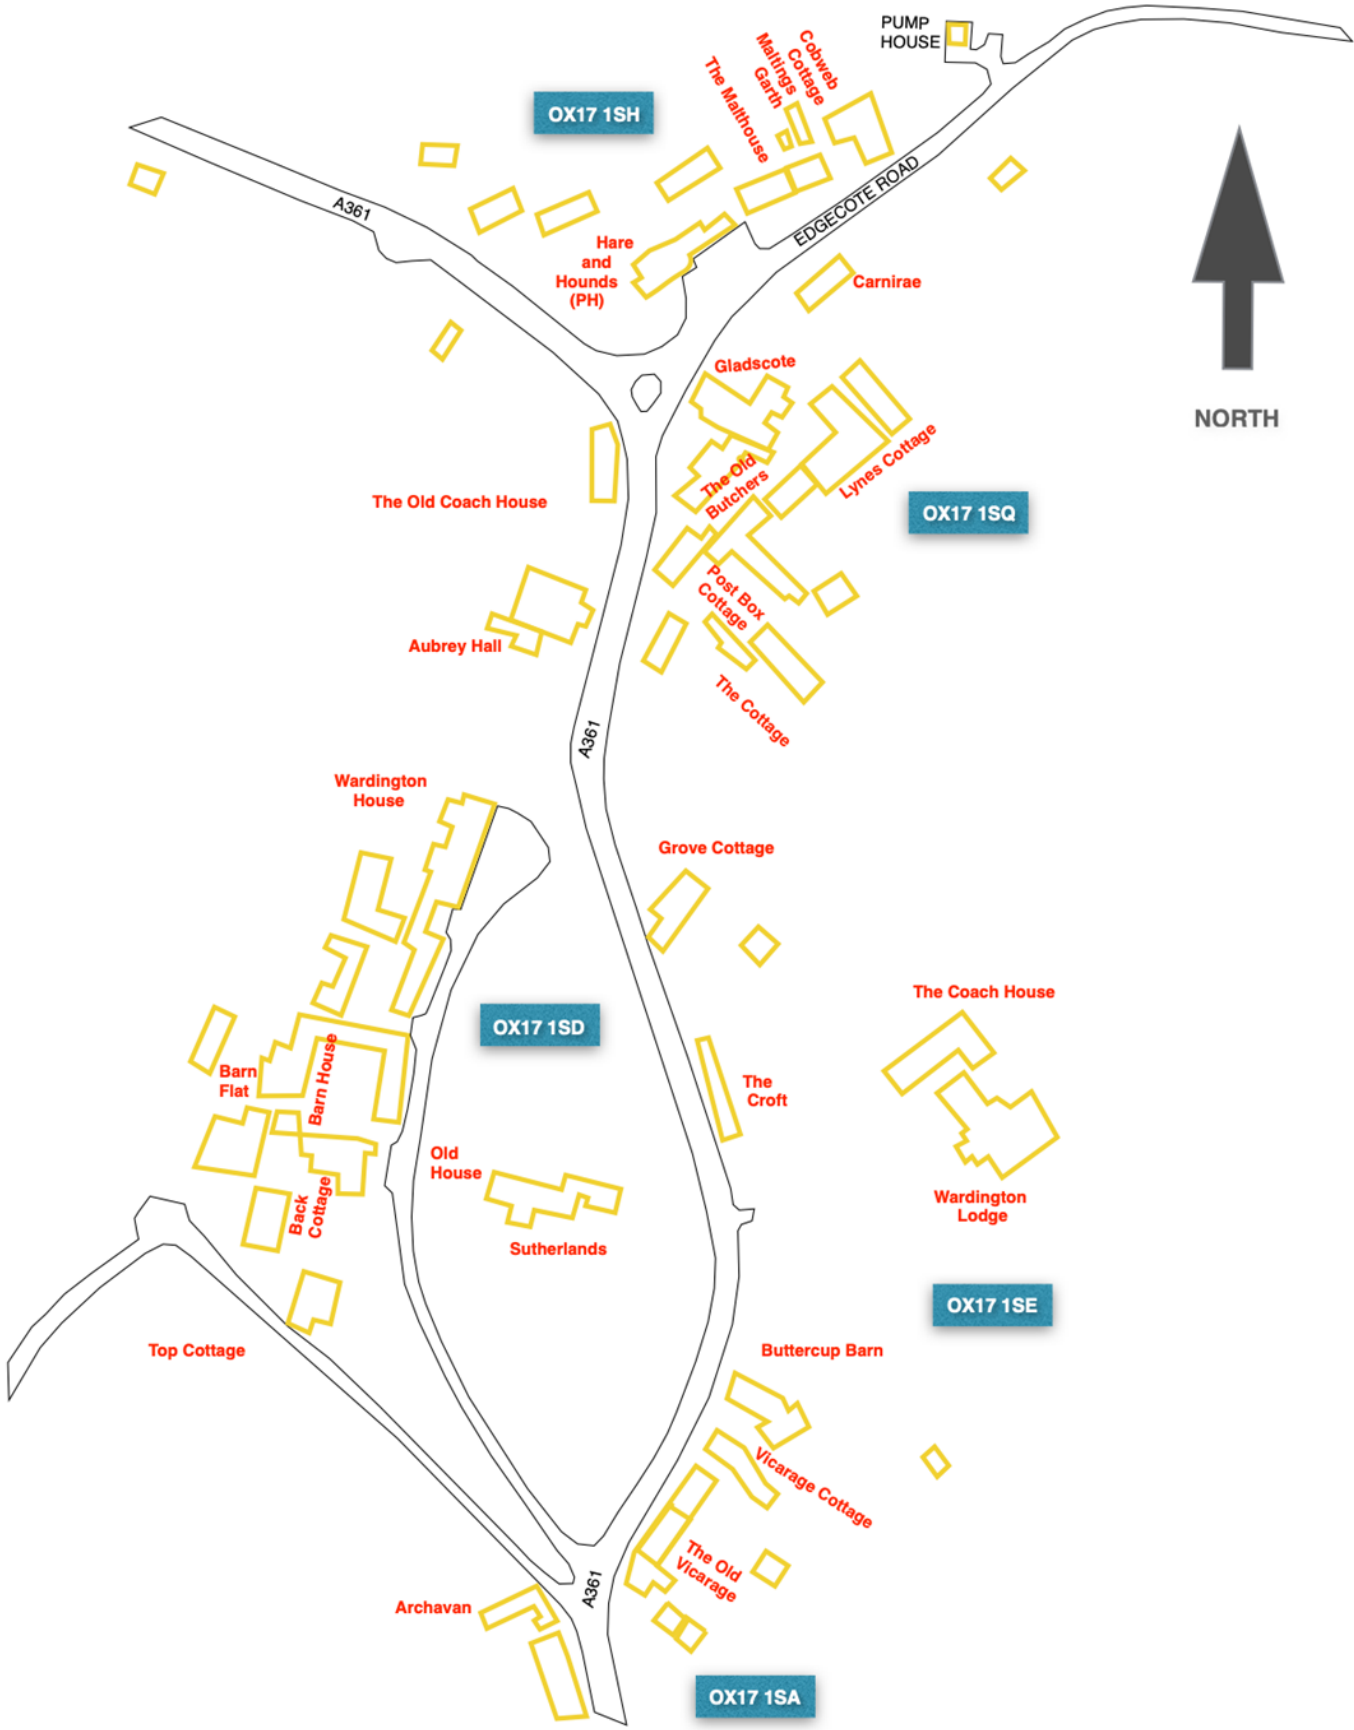 PUMP
HOUSE
Cobweb
Cottage
Maltings
Garth
The Malthouse
OX17 1SH
EDGECOTE ROAD
A361
Hare
and
Hounds
(PH)
Carnirae
Gladscote
NORTH
Lynes Cottage
The Old
Butchers
The Old Coach House
OX17 1SQ
Post Box
Cottage
Aubrey Hall
The Cottage
A361
Wardington
House
Grove Cottage
The Coach House
OX17 1SD
Barn
Flat
Barn House
The
Croft
Old
House
Back
Cottage
Wardington
Lodge
Sutherlands
OX17 1SE
Top Cottage
Buttercup Barn
Vicarage Cottage
The Old
Vicarage
A361
Archavan
OX17 1SA